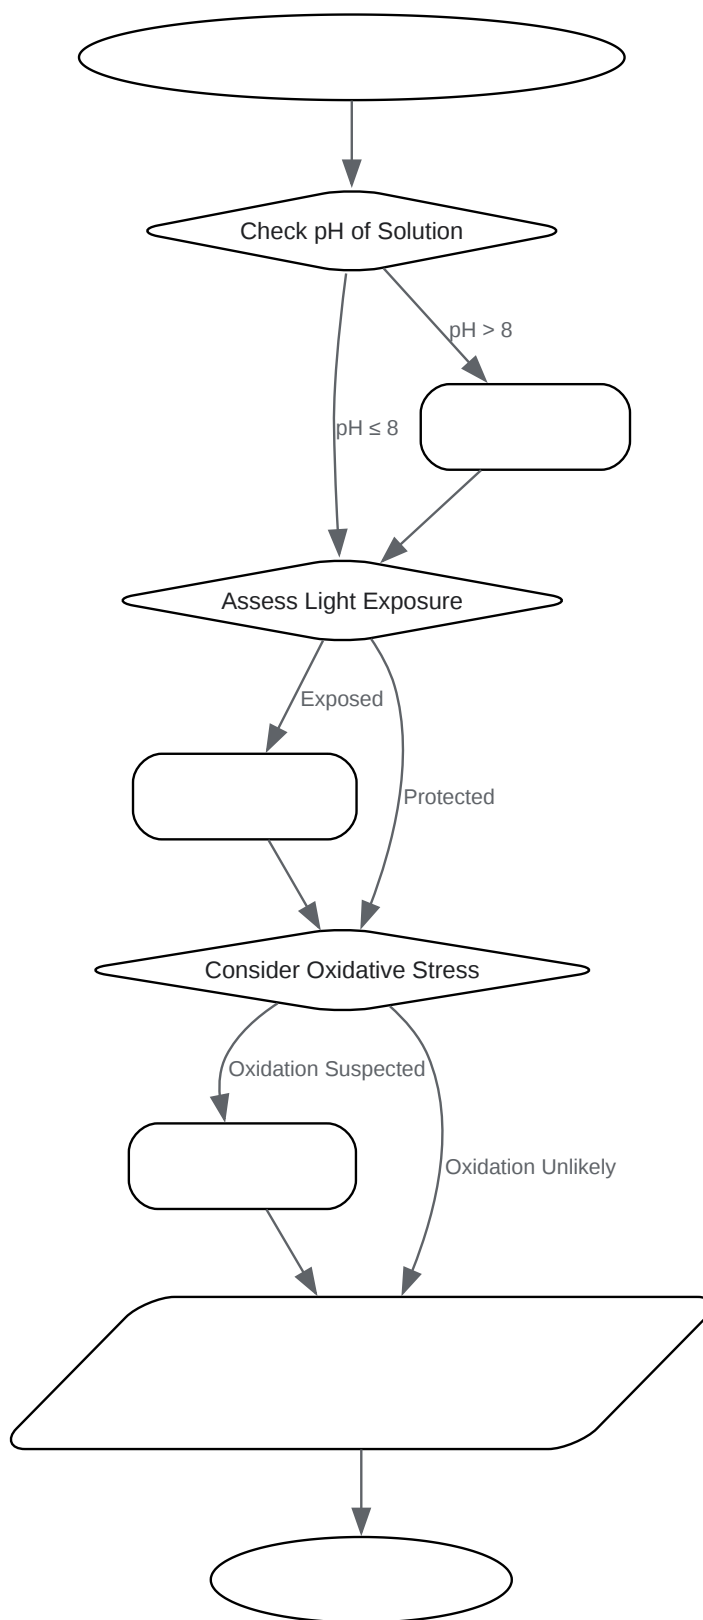 Check pH of Solution
pH > 8
pH ≤ 8
Assess Light Exposure
Exposed
Protected
Consider Oxidative Stress
Oxidation Suspected
Oxidation Unlikely